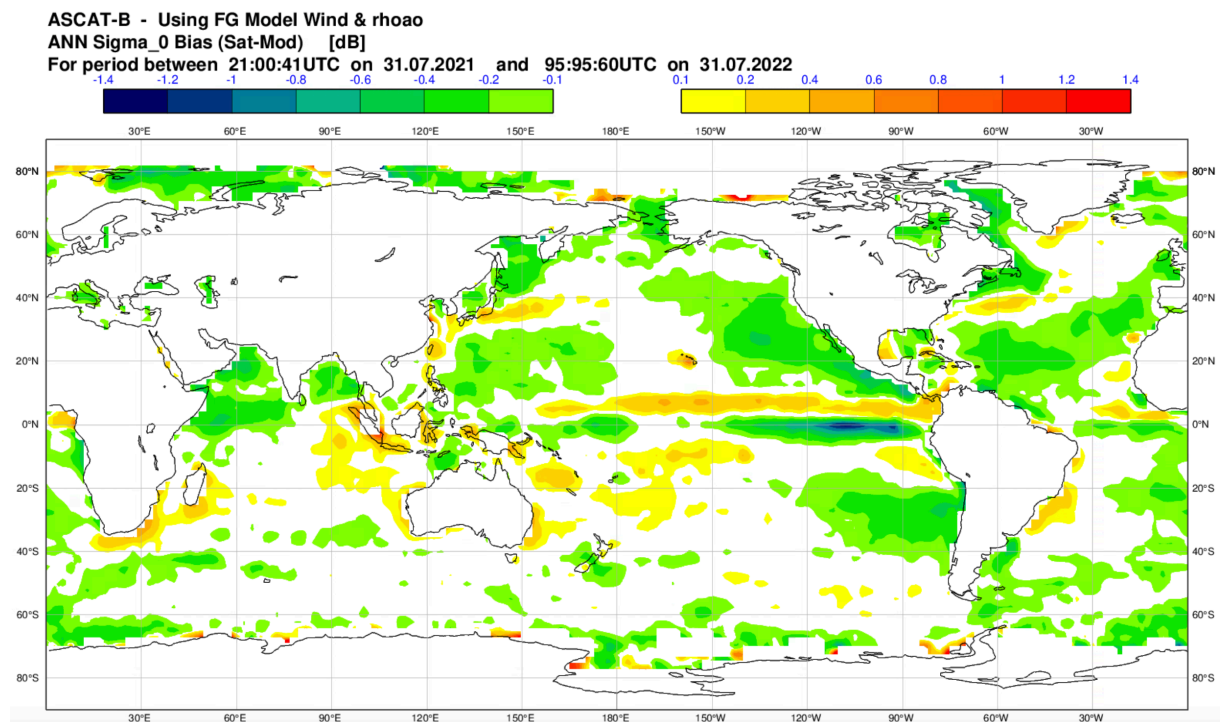 ASCAT-B - Using FG Model Wind & rhoao
ANN Sigma_0 Bias (Sat-Mod) [dB]
For period between 21:00:41UTC on 31.07.2021 and 95:95:60UTC on 31.07.2022
-1.4 -1.2 -1 -0.8 -0.6 -0.4 -0.2 -0.1 0.1 0.2 0.4 0.6 0.8 1 1.2 1.4
30°E 60°E 90°E 120°E 150°E 180°E 150°W 120°W 90°W 60°W 30°W
80°N 80°N
60°N 60°N
40°N 40°N
20°N 20°N
0°N 0°N
20°S 20°S
40°S 40°S
60°S 60°S
80°S 80°S
30°E 60°E 90°E 120°E 150°E 180°E 150°W 120°W 90°W 60°W 30°W